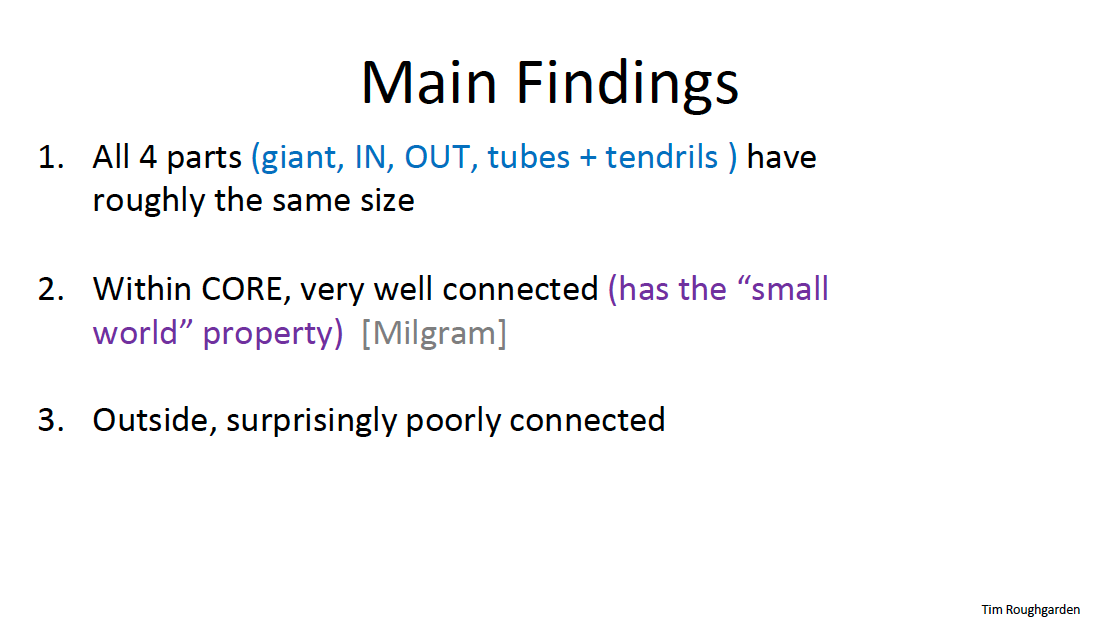 Main Findings
1. All 4 parts (giant, IN, OUT, tubes + tendrils ) have
roughly the same size
2. Within CORE, very well connected (has the “small
world” property) [Milgram]
3. Outside, surprisingly poorly connected
Tim Roughgarden